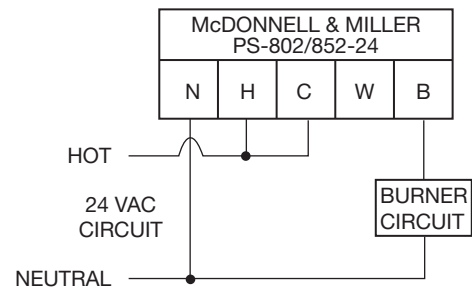 McDONNELL & MILLER
PS-802/852-24
N H C W B
HOT
24 VAC
CIRCUIT
BURNER
CIRCUIT
NEUTRAL